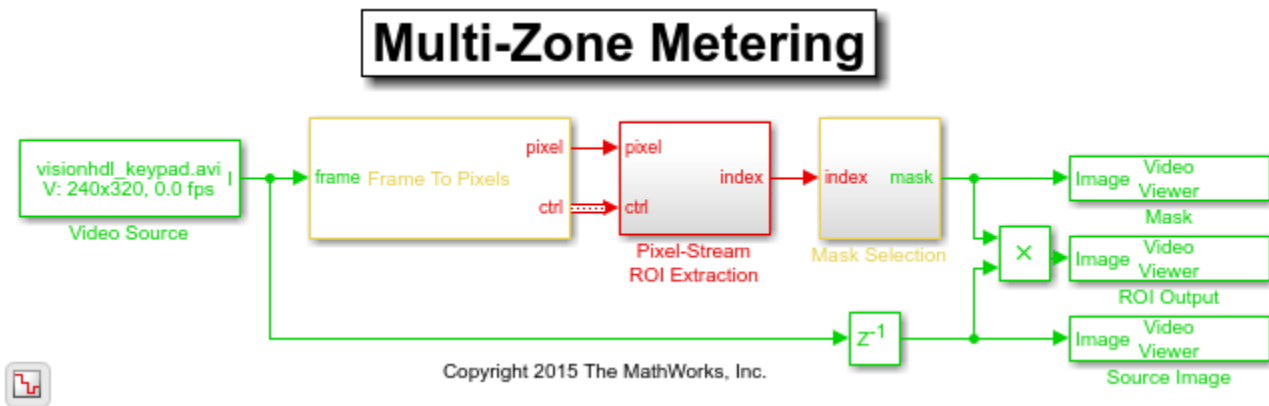 Multi-Zone Metering
visionhdl_keypad.avi
V: 240x320, 0.0 fps
I
Video Source
frame
Frame To Pixels
pixel
ctrl
pixel
ctrl
index
Pixel-Stream
ROI Extraction
index
mask
Mask Selection
×
Z-1
Image
Video
Viewer
Mask
Image
Video
Viewer
ROI Output
Image
Video
Viewer
Source Image
Copyright 2015 The MathWorks, Inc.